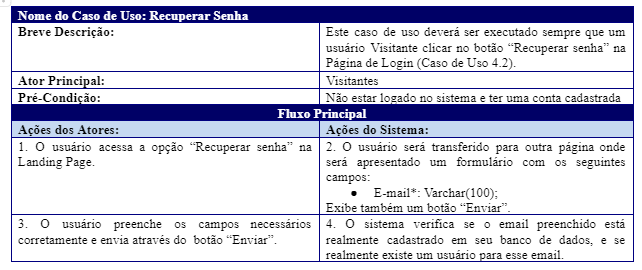 Nome do Caso de Uso: Recuperar Senha
Breve Descrição:
Este caso de uso deverá ser executado sempre que um
usuário Visitante clicar no botão “Recuperar senha” na
Página de Login (Caso de Uso 4.2).
Ator Principal:
Visitantes
Pré-Condição:
Não estar logado no sistema e ter uma conta cadastrada
Fluxo Principal
Ações dos Atores:
Ações do Sistema:
1. O usuário acessa a opção “Recuperar senha” na
Landing Page.
2. O usuário será transferido para outra página onde
será apresentado um formulário com os seguintes
campos:
● E-mail*: Varchar(100);
Exibe também um botão “Enviar”.
3. O usuário preenche os campos necessários
corretamente e envia através do botão “Enviar”.
4. O sistema verifica se o email preenchido está
realmente cadastrado em seu banco de dados, e se
realmente existe um usuário para esse email.